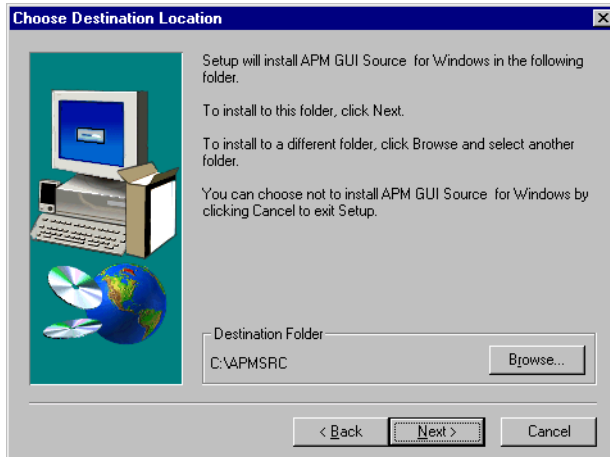 Choose Destination Location
Setup will install APM GUI Source  for Windows in the following
folder.
To install to this folder, click Next.
To install to a different folder, click Browse and select another
folder.
You can choose not to install APM GUI Source  for Windows by
clicking Cancel to exit Setup.
Destination Folder
C:\APMSRC
Browse...
< Back
Next >
Cancel